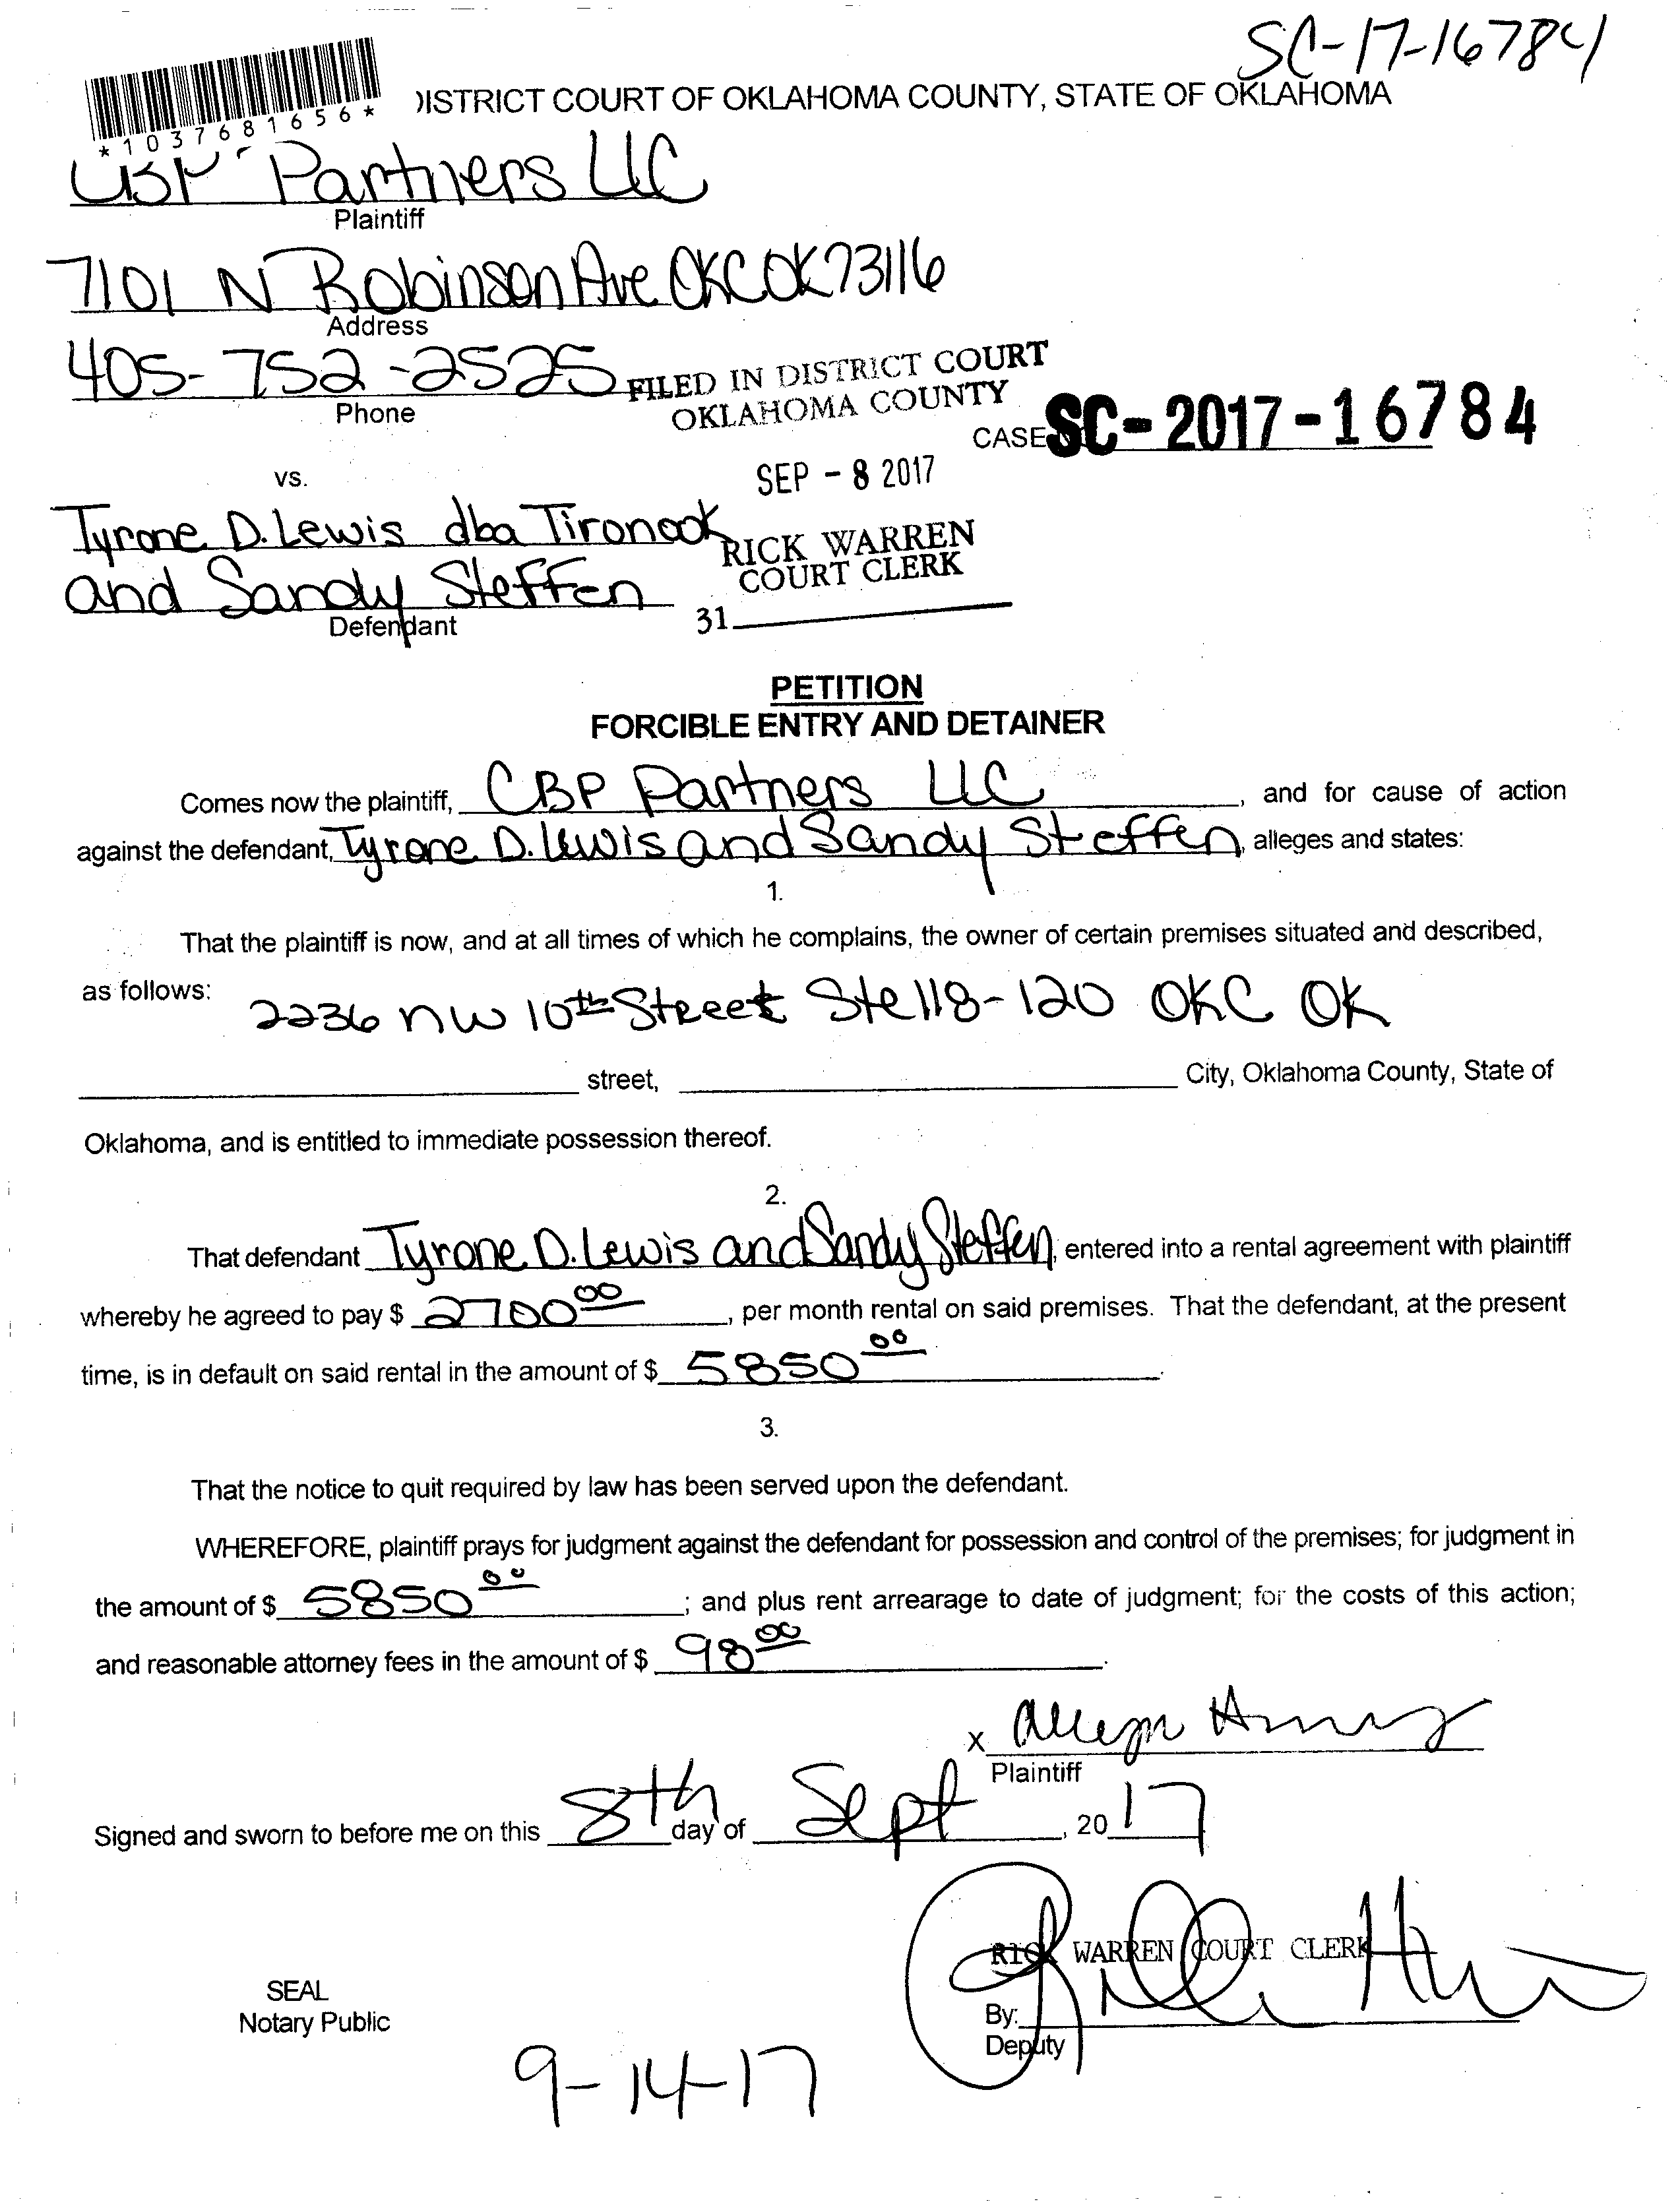 SC-17-16784
DISTRICT COURT OF OKLAHOMA COUNTY, STATE OF OKLAHOMA
*1037681656*
CBP Partners LLC
Plaintiff
7101 N Robinson Ave OKC OK 73116
Address
405-752-2525
Phone
FILED IN DISTRICT COURT
OKLAHOMA COUNTY
CASE SC-2017-16784
SEP - 8 2017
vs.
Tyrone D. Lewis dba Tironook
RICK WARREN
COURT CLERK
and Sandy Steffen
Defendant
31
PETITION
FORCIBLE ENTRY AND DETAINER
Comes now the plaintiff, CBP Partners LLC, and for cause of action
against the defendant, Tyrone D. Lewis and Sandy Steffen, alleges and states:
1.
That the plaintiff is now, and at all times of which he complains, the owner of certain premises situated and described,
as follows: 2236 NW 10th Street Ste 118-120 OKC OK
street, City, Oklahoma County, State of
Oklahoma, and is entitled to immediate possession thereof.
2.
That defendant Tyrone D. Lewis and Sandy Steffen, entered into a rental agreement with plaintiff
whereby he agreed to pay $ 2700 00, per month rental on said premises. That the defendant, at the present
time, is in default on said rental in the amount of $ 5850 00.
3.
That the notice to quit required by law has been served upon the defendant.
WHEREFORE, plaintiff prays for judgment against the defendant for possession and control of the premises; for judgment in
the amount of $ 5850 00; and plus rent arrearage to date of judgment; for the costs of this action;
and reasonable attorney fees in the amount of $ 98 00.
x
Plaintiff
Signed and sworn to before me on this 8th day of Sept, 2017
RICK WARREN COURT CLERK
SEAL
Notary Public
By:
Deputy
9-14-17